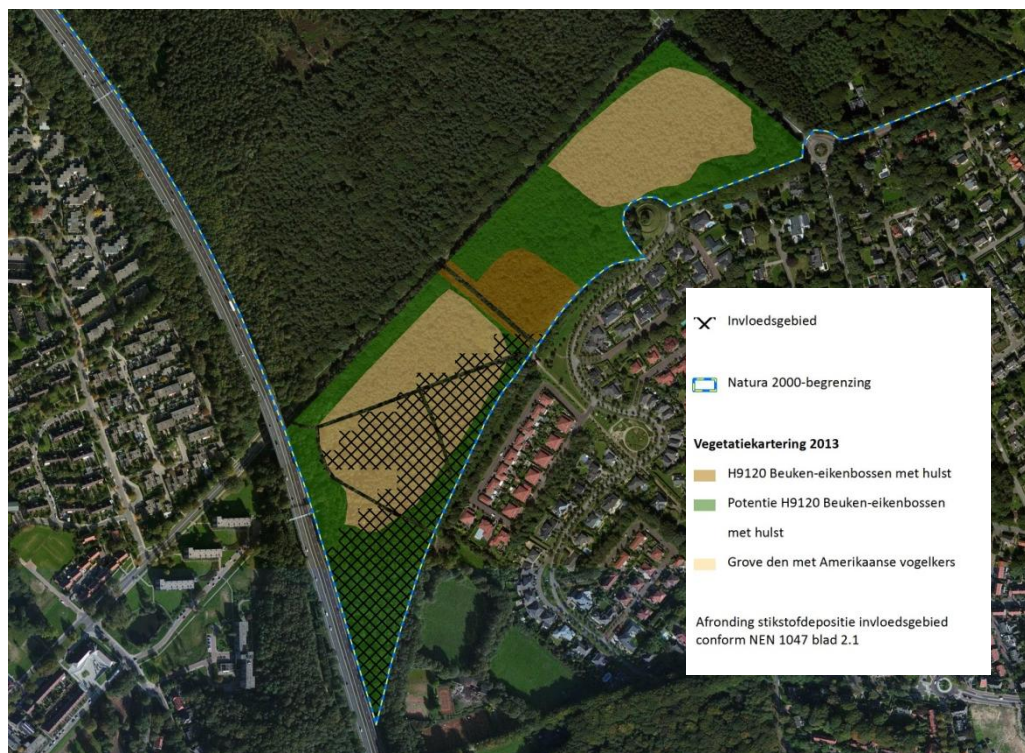 Invloedsgebied
Natura 2000-begrenzing
Vegetatiekartering 2013
H9120 Beuken-eikenbossen met hulst
Potentie H9120 Beuken-eikenbossen
met hulst
Grove den met Amerikaanse vogelkers
Afronding stikstofdepositie invloedsgebied
conform NEN 1047 blad 2.1